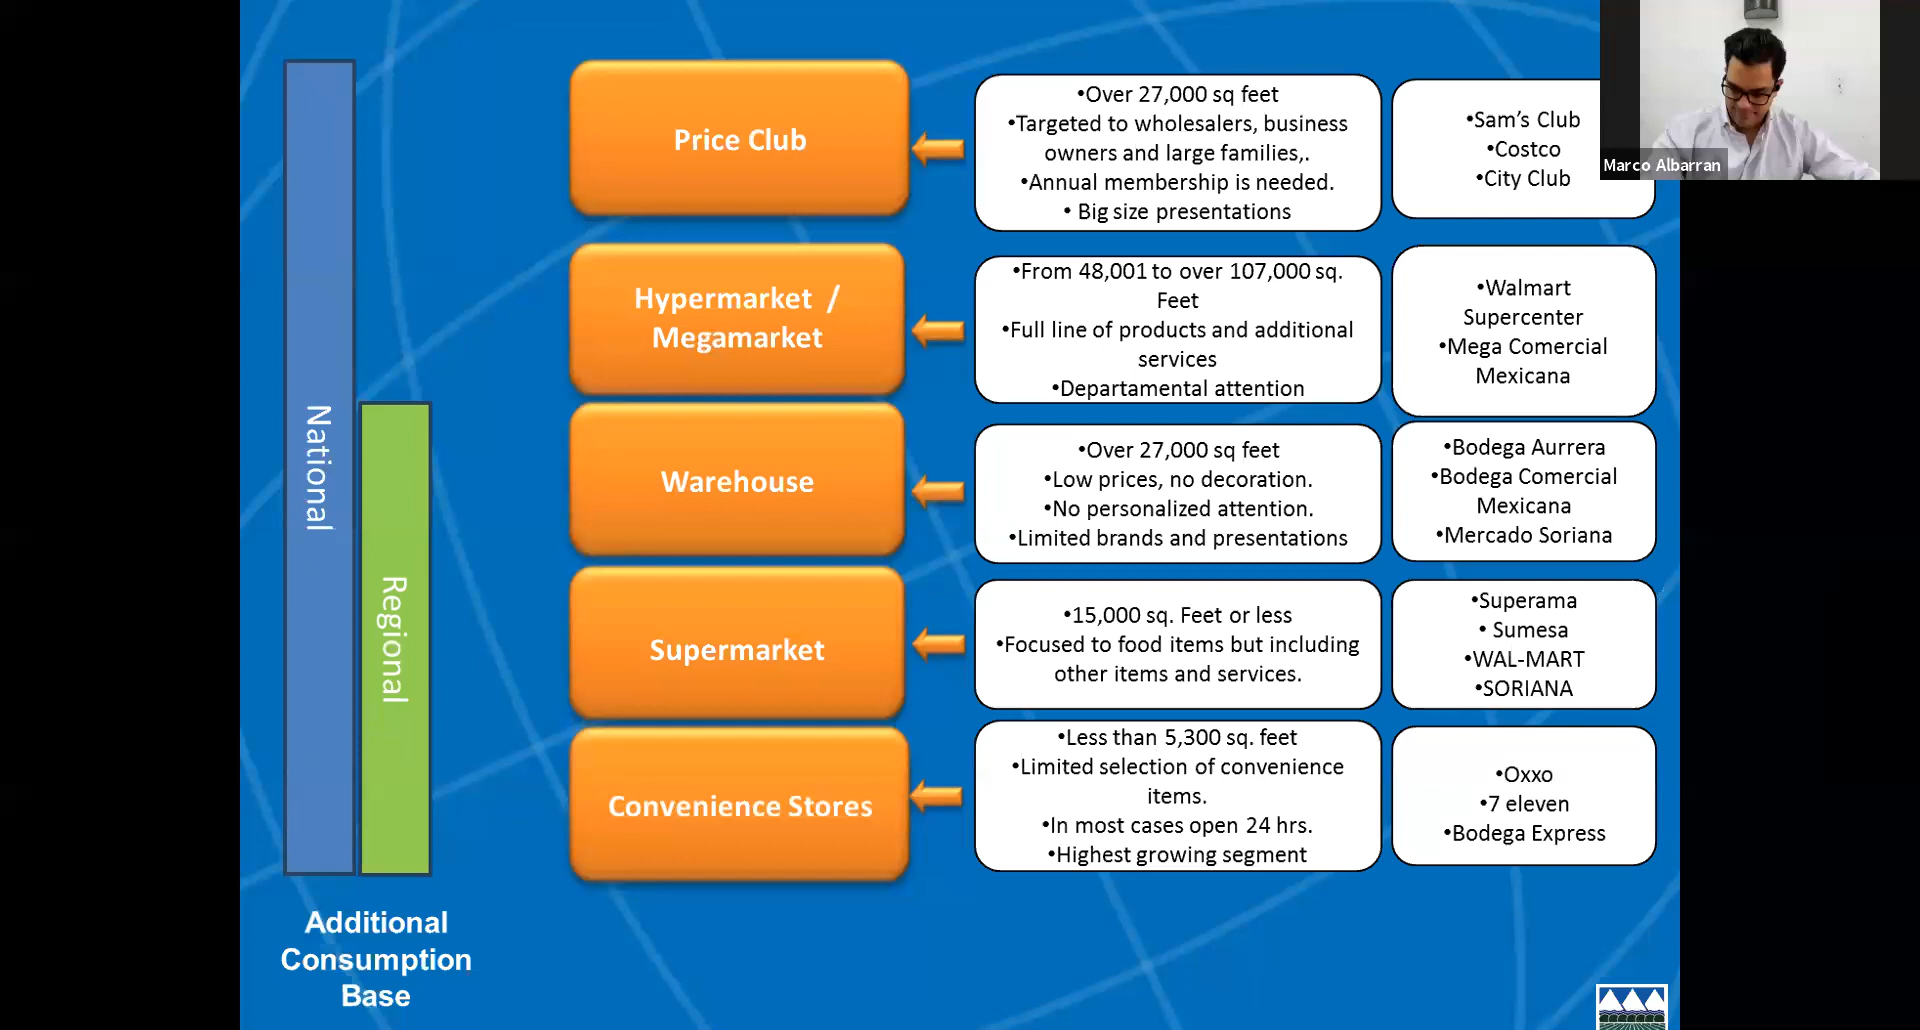 National
Regional
Additional
Consumption
Base
Price Club
•Over 27,000 sq feet
•Targeted to wholesalers, business
owners and large families,.
•Annual membership is needed.
• Big size presentations
•Sam’s Club
•Costco
•City Club
Marco Albarran
Hypermarket /
Megamarket
•From 48,001 to over 107,000 sq.
Feet
•Full line of products and additional
services
•Departamental attention
•Walmart
Supercenter
•Mega Comercial
Mexicana
Warehouse
•Over 27,000 sq feet
•Low prices, no decoration.
•No personalized attention.
•Limited brands and presentations
•Bodega Aurrera
•Bodega Comercial
Mexicana
•Mercado Soriana
Supermarket
•15,000 sq. Feet or less
•Focused to food items but including
other items and services.
•Superama
• Sumesa
•WAL-MART
•SORIANA
Convenience Stores
•Less than 5,300 sq. feet
•Limited selection of convenience
items.
•In most cases open 24 hrs.
•Highest growing segment
•Oxxo
•7 eleven
•Bodega Express